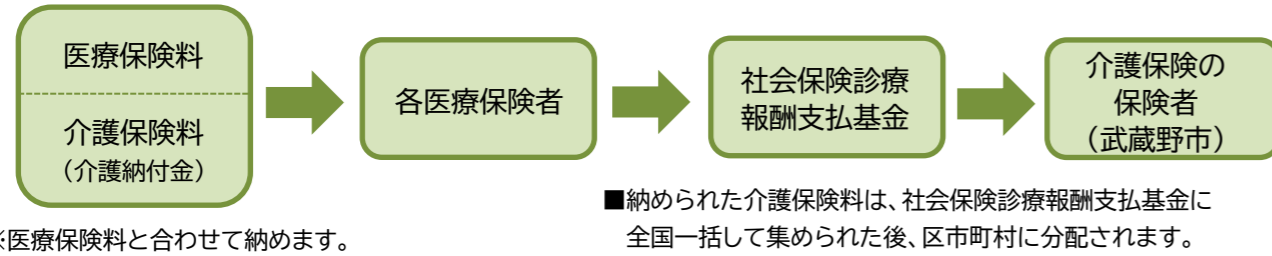 医療保険料
介護保険料
（介護納付金）
各医療保険者
社会保険診療
報酬支払基金
介護保険の
保険者
（武蔵野市）
※医療保険料と合わせて納めます。
■納められた介護保険料は、社会保険診療報酬支払基金に
全国一括して集められた後、区市町村に分配されます。